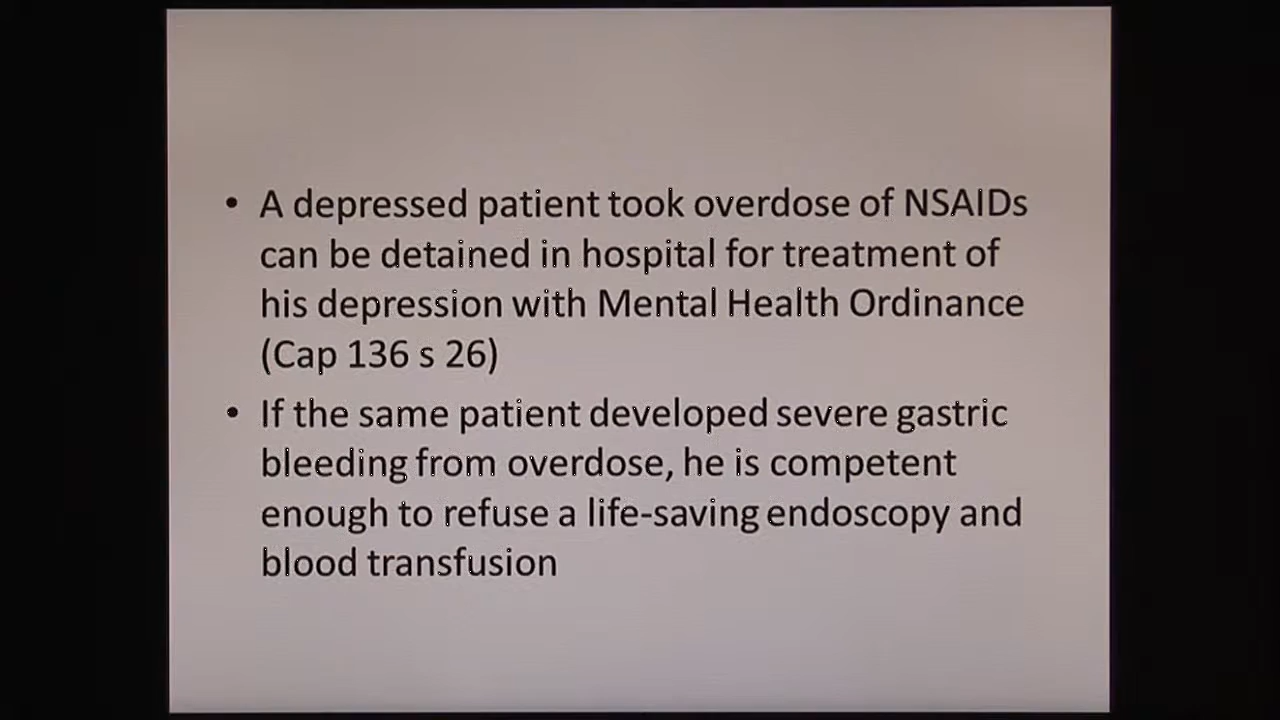 • A depressed patient took overdose of NSAIDs
can be detained in hospital for treatment of
his depression with Mental Health Ordinance
(Cap 136 s 26)
• If the same patient developed severe gastric
bleeding from overdose, he is competent
enough to refuse a life-saving endoscopy and
blood transfusion